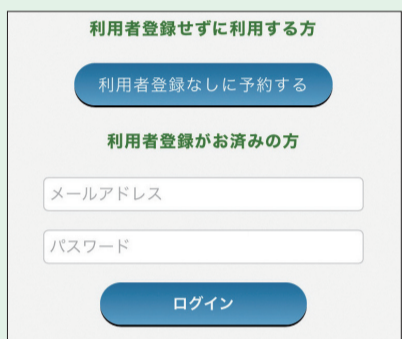 利用者登録せずに利用する方
利用者登録なしに予約する
利用者登録がお済みの方
メールアドレス
パスワード
ログイン